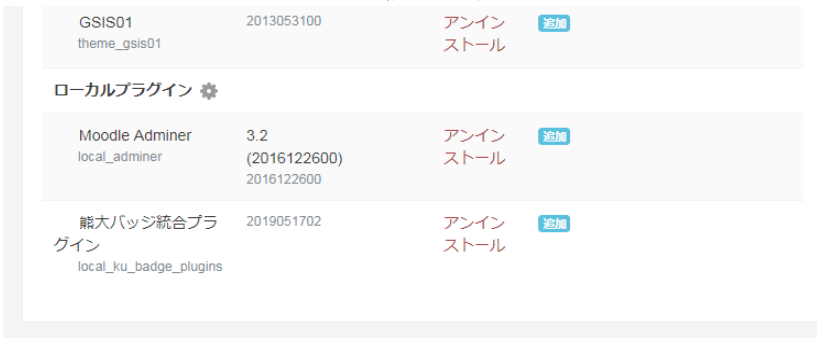 GSIS01 2013053100 アンイン 追加
theme_gsis01 ストール
ローカルプラグイン
Moodle Adminer 3.2 アンイン 追加
local_adminer (2016122600) ストール
2016122600
熊大バッジ統合プラ 2019051702 アンイン 追加
グイン ストール
local_ku_badge_plugins